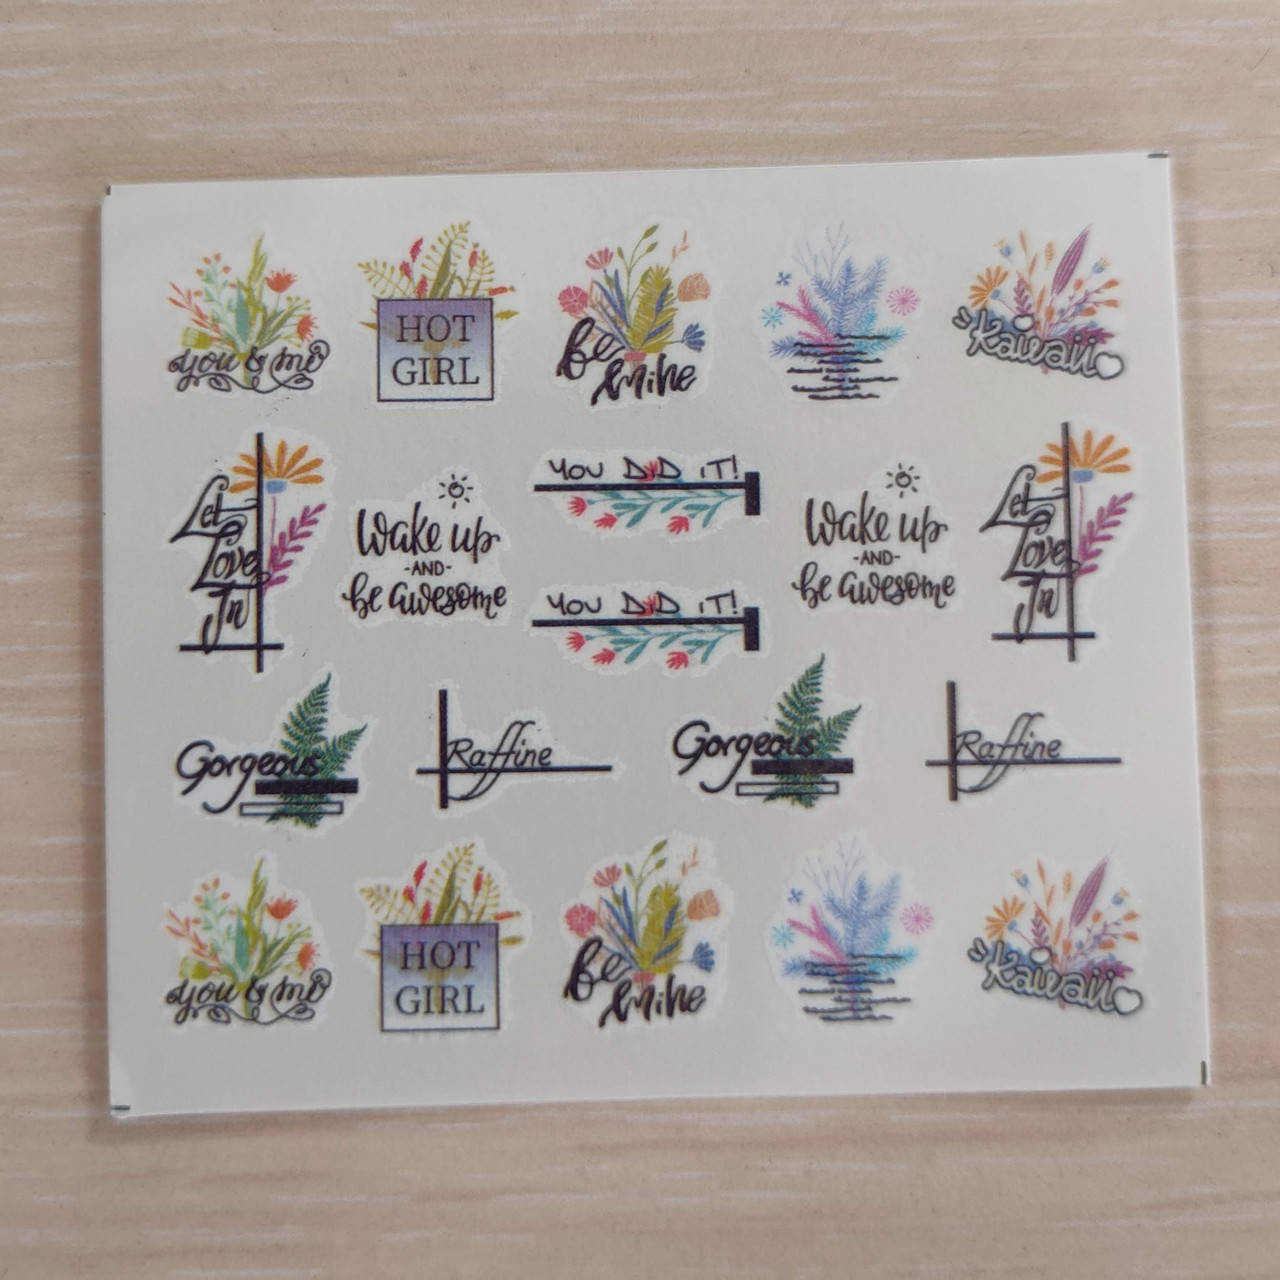 you & me
HOT
GIRL
be
mine
kawaii
Let
Love
In
wake up
-AND-
be awesome
YOU DiD iT!
YOU DiD iT!
wake up
-AND-
be awesome
Let
Love
In
Gorgeous
Raffine
Gorgeous
Raffine
you & me
HOT
GIRL
be
mine
kawaii